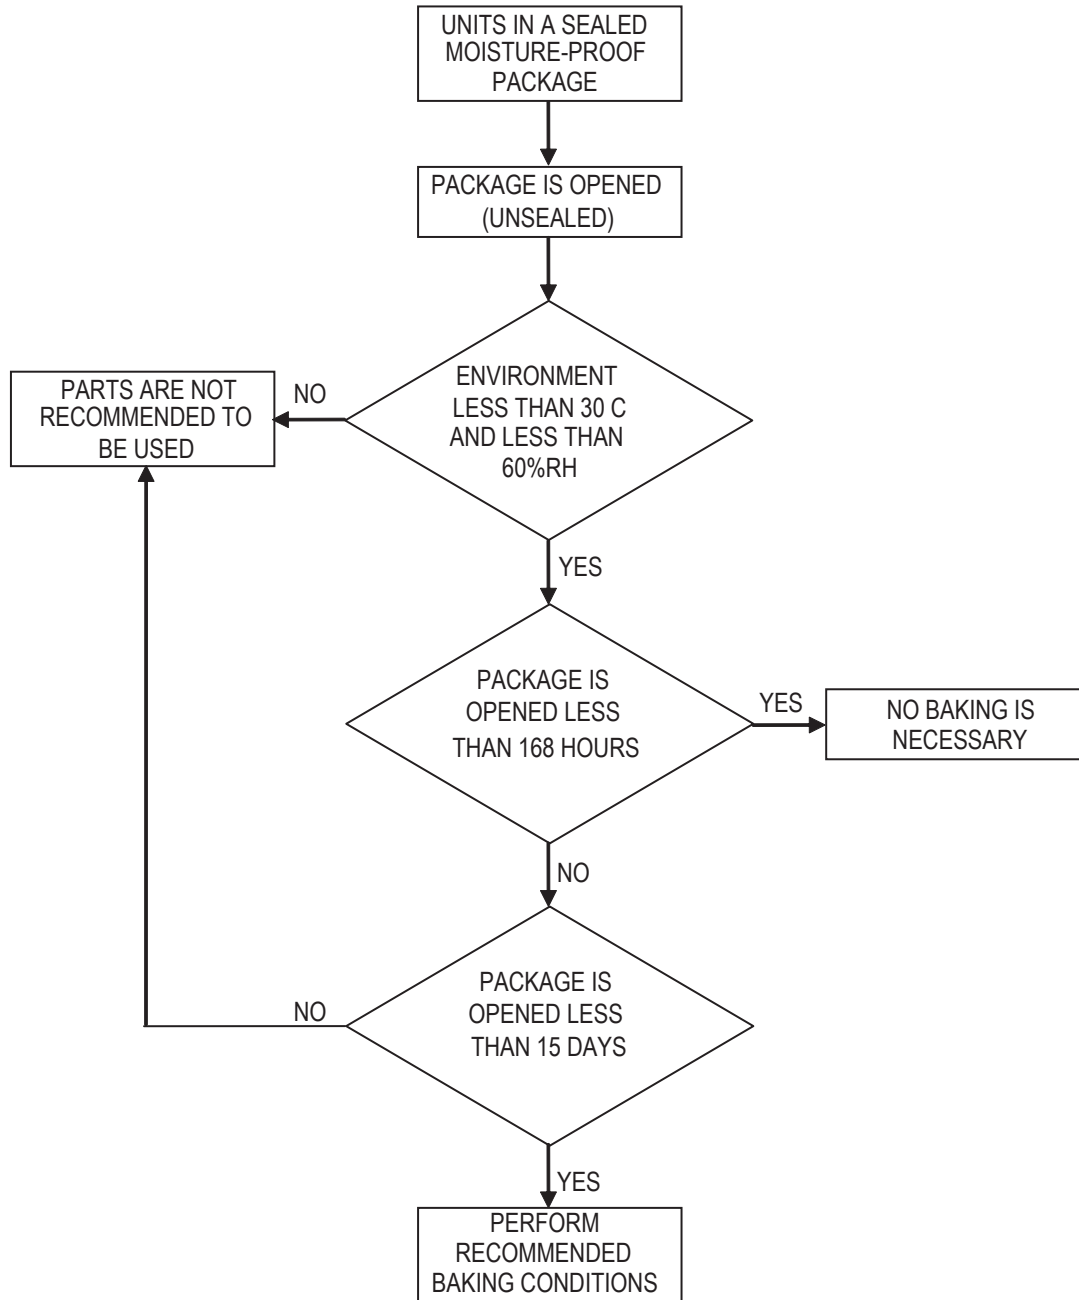 UNITS IN A SEALED
MOISTURE-PROOF
PACKAGE
PACKAGE IS OPENED
(UNSEALED)
ENVIRONMENT
LESS THAN 30 C
AND LESS THAN
60%RH
NO
PARTS ARE NOT
RECOMMENDED TO
BE USED
YES
PACKAGE IS
OPENED LESS
THAN 168 HOURS
YES
NO BAKING IS
NECESSARY
NO
PACKAGE IS
OPENED LESS
THAN 15 DAYS
NO
YES
PERFORM
RECOMMENDED
BAKING CONDITIONS